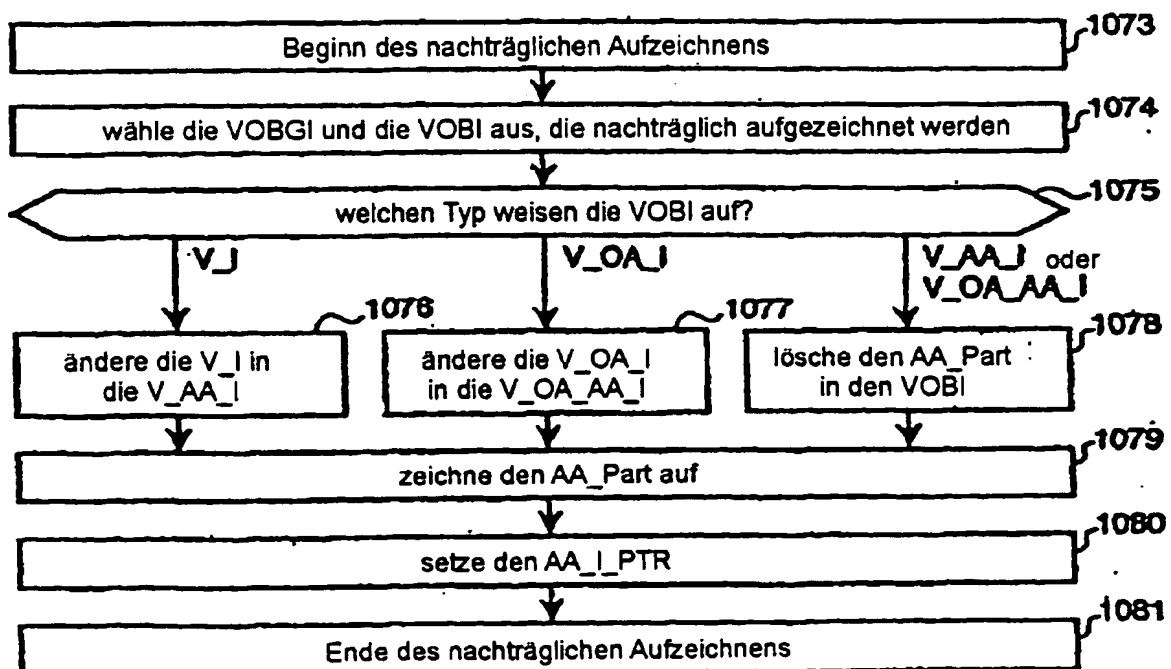 1073
Beginn des nachträglichen Aufzeichnens
1074
wähle die VOBGI und die VOBI aus, die nachträglich aufgezeichnet werden
1075
welchen Typ weisen die VOBI auf?
V_I
V_OA_I
V_AA_I oder
V_OA_AA_I
1076
ändere die V_I in
die V_AA_I
1077
ändere die V_OA_I
in die V_OA_AA_I
1078
lösche den AA_Part
in den VOBI
1079
zeichne den AA_Part auf
1080
setze den AA_I_PTR
1081
Ende des nachträglichen Aufzeichnens